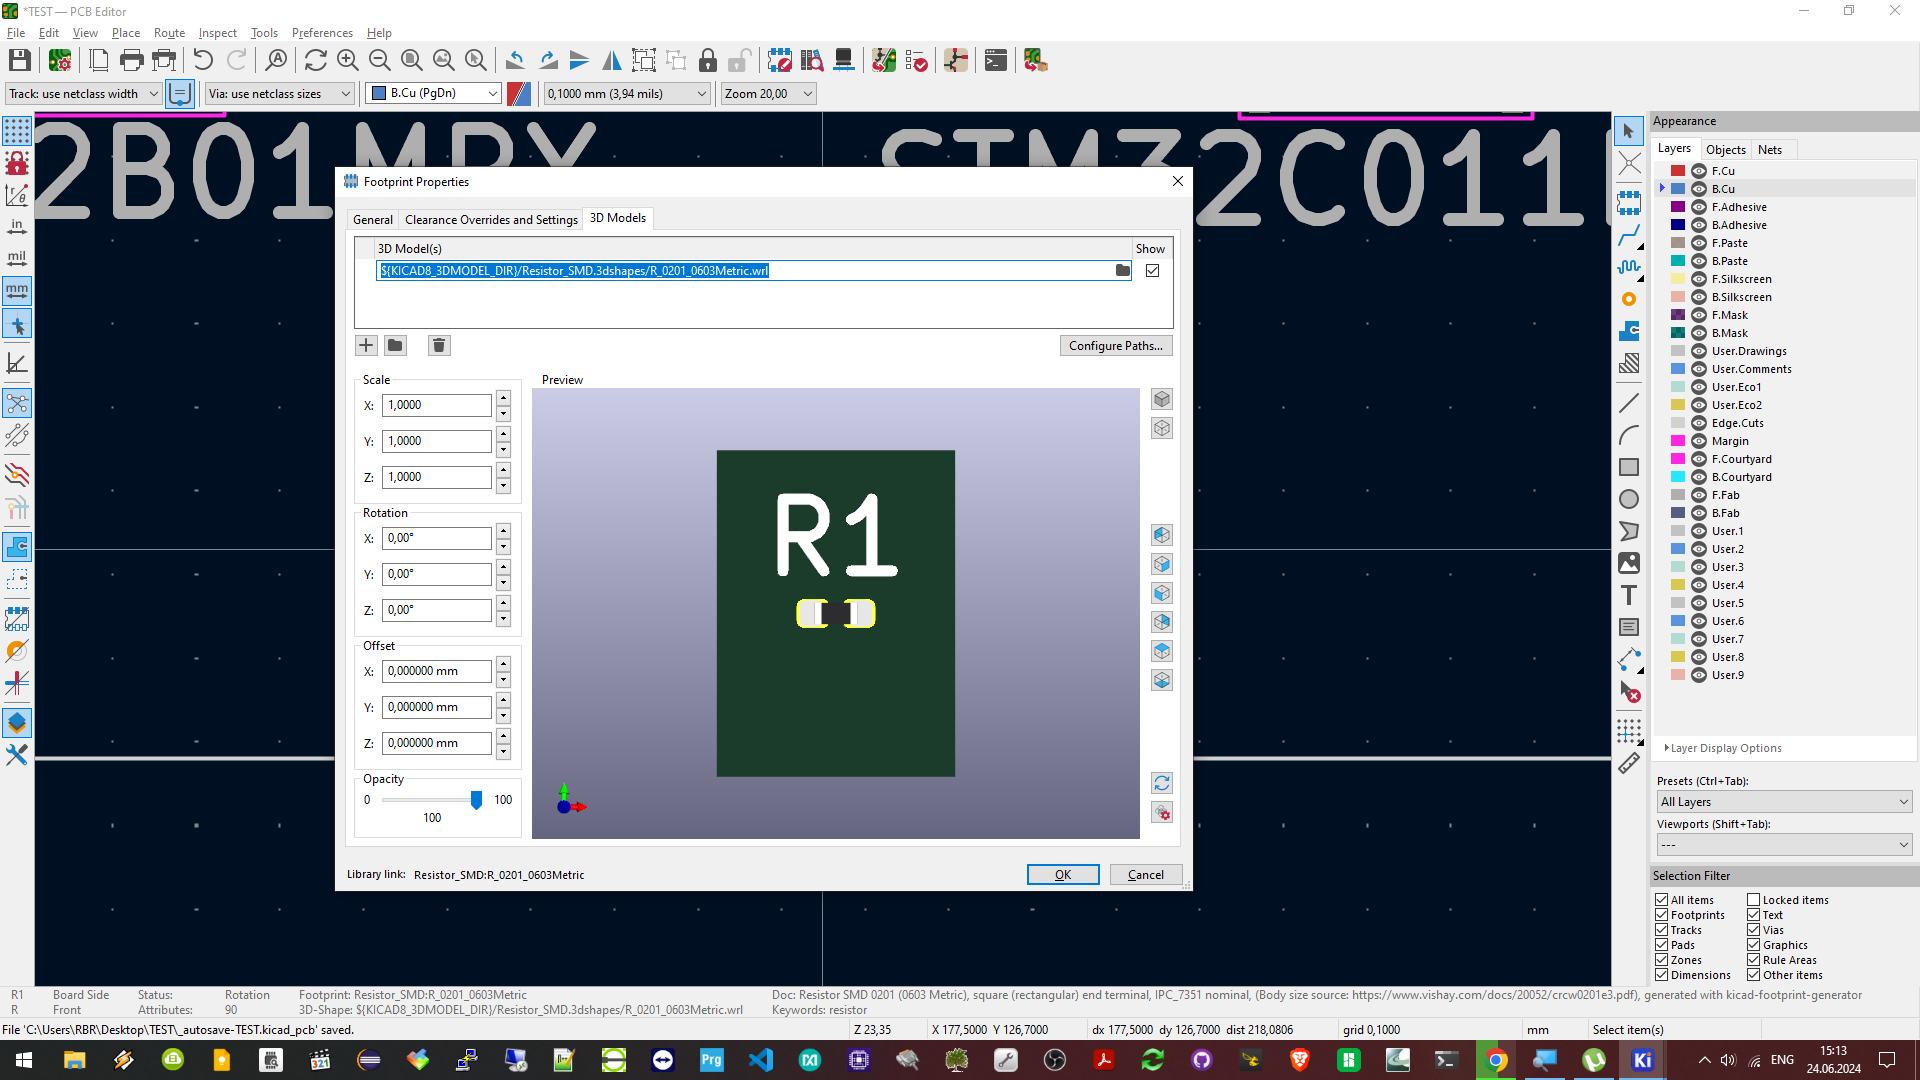 *TEST — PCB Editor
File Edit View Place Route Inspect Tools Preferences Help
Track: use netclass width Via: use netclass sizes B.Cu (PgDn) 0,1000 mm (3,94 mils) Zoom 20,00
2B01MRY STM32C011
Footprint Properties
General Clearance Overrides and Settings 3D Models
3D Model(s) Show
${KICAD8_3DMODEL_DIR}/Resistor_SMD.3dshapes/R_0201_0603Metric.wrl
Configure Paths...
Scale
X: 1,0000
Y: 1,0000
Z: 1,0000
Rotation
X: 0,00°
Y: 0,00°
Z: 0,00°
Offset
X: 0,000000 mm
Y: 0,000000 mm
Z: 0,000000 mm
Opacity
0 100
100
Preview
R1
Library link: Resistor_SMD:R_0201_0603Metric
OK Cancel
in
mil
mm
Appearance
Layers Objects Nets
F.Cu
B.Cu
F.Adhesive
B.Adhesive
F.Paste
B.Paste
F.Silkscreen
B.Silkscreen
F.Mask
B.Mask
User.Drawings
User.Comments
User.Eco1
User.Eco2
Edge.Cuts
Margin
F.Courtyard
B.Courtyard
F.Fab
B.Fab
User.1
User.2
User.3
User.4
User.5
User.6
User.7
User.8
User.9
Layer Display Options
Presets (Ctrl+Tab):
All Layers
Viewports (Shift+Tab):
---
Selection Filter
All items Locked items
Footprints Text
Tracks Vias
Pads Graphics
Zones Rule Areas
Dimensions Other items
R1 Board Side Status: Rotation Footprint: Resistor_SMD:R_0201_0603Metric Doc: Resistor SMD 0201 (0603 Metric), square (rectangular) end terminal, IPC_7351 nominal, (Body size source: https://www.vishay.com/docs/20052/crcw0201e3.pdf), generated with kicad-footprint-generator
R Front Attributes: 90 3D-Shape: ${KICAD8_3DMODEL_DIR}/Resistor_SMD.3dshapes/R_0201_0603Metric.wrl Keywords: resistor
File 'C:\Users\RBR\Desktop\TEST\_autosave-TEST.kicad_pcb' saved. Z 23,35 X 177,5000 Y 126,7000 dx 177,5000 dy 126,7000 dist 218,0806 grid 0,1000 mm Select item(s)
321 Prg Ki ENG 15:13
24.06.2024